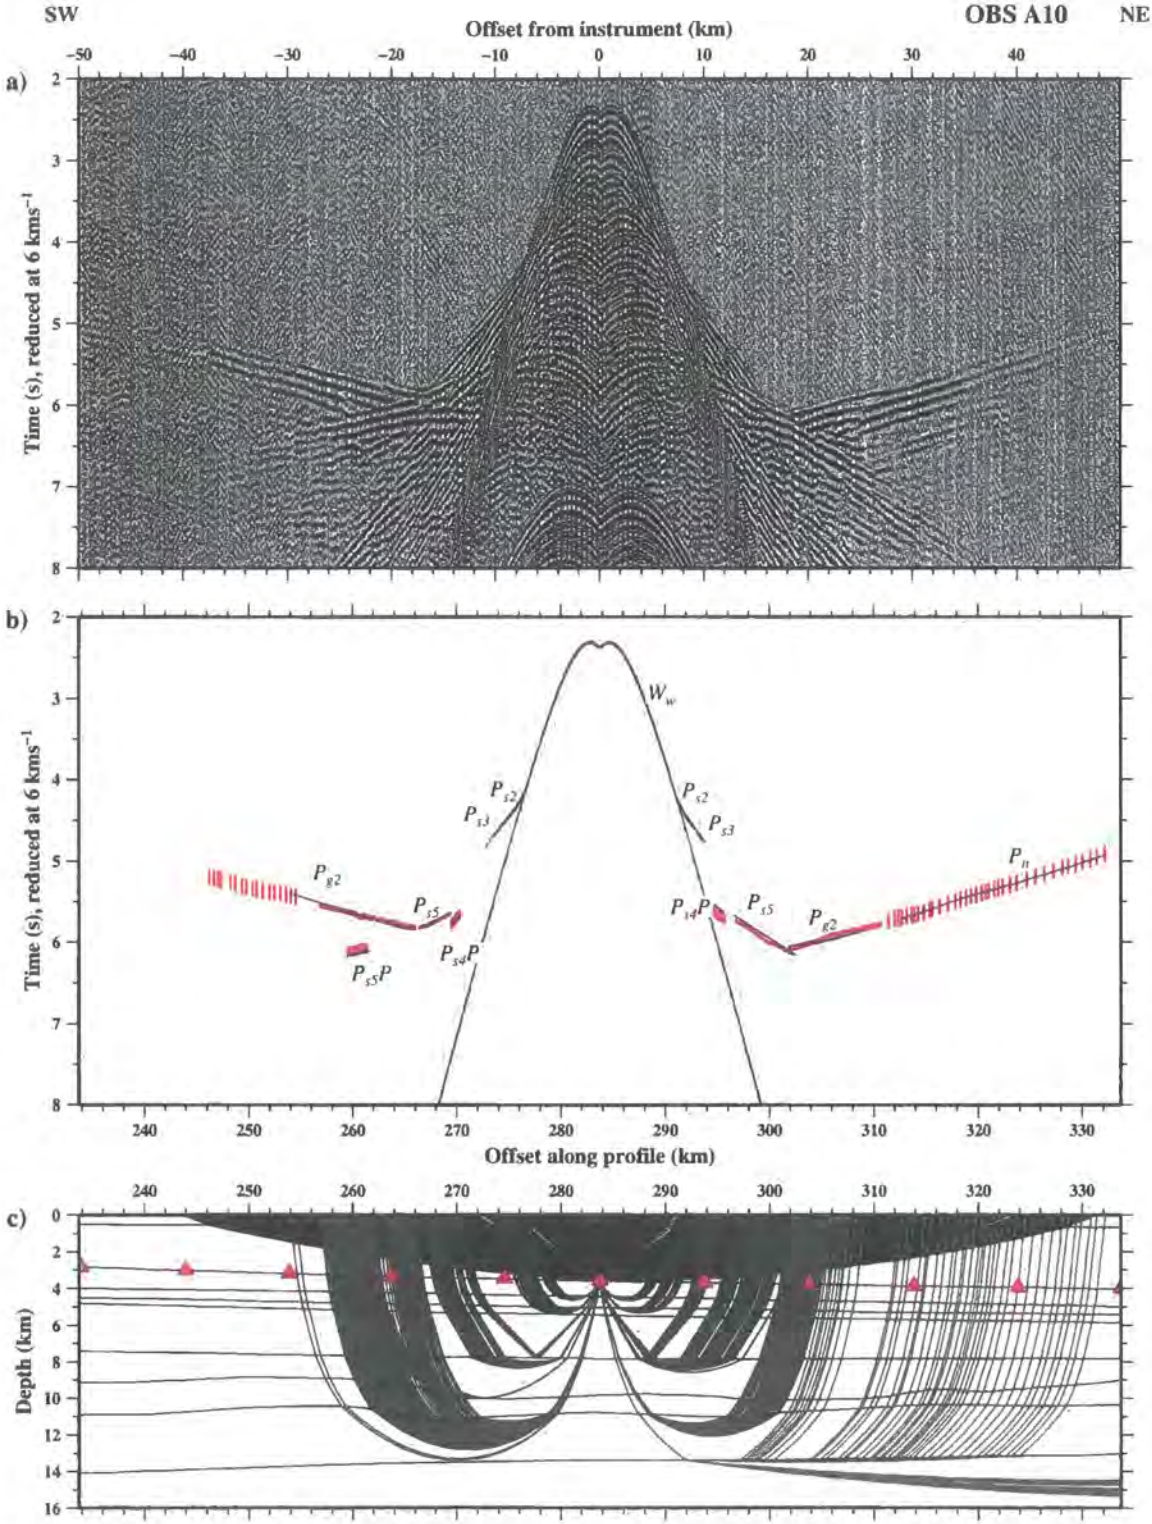 SW
OBS A10
NE
Offset from instrument (km)
−50 −40 −30 −20 −10 0 10 20 30 40
a)
Time (s), reduced at 6 kms⁻¹
2
3
4
5
6
7
8
b)
Time (s), reduced at 6 kms⁻¹
2
3
4
5
6
7
8
W_w
P_s2
P_s2
P_s3
P_s3
P_n
P_g2
P_s5
P_s4P
P_s5
P_g2
P_s4P
P_s5P
240 250 260 270 280 290 300 310 320 330
Offset along profile (km)
240 250 260 270 280 290 300 310 320 330
c)
Depth (km)
0
2
4
6
8
10
12
14
16